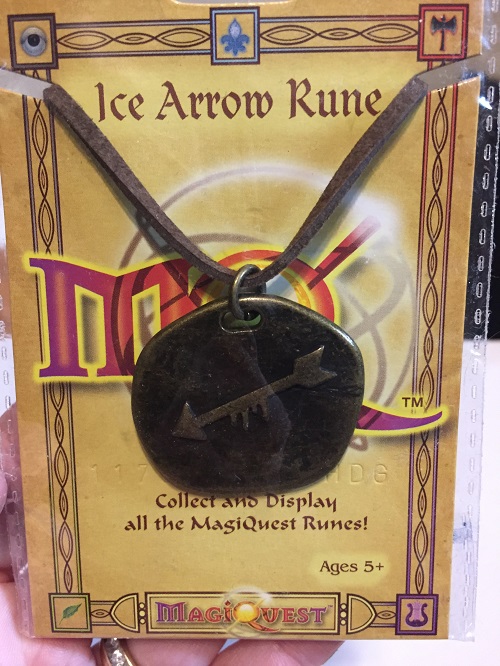 Ice Arrow Rune
MQ
TM
Collect and Display
all the MagiQuest Runes!
Ages 5+
MAGIQUEST